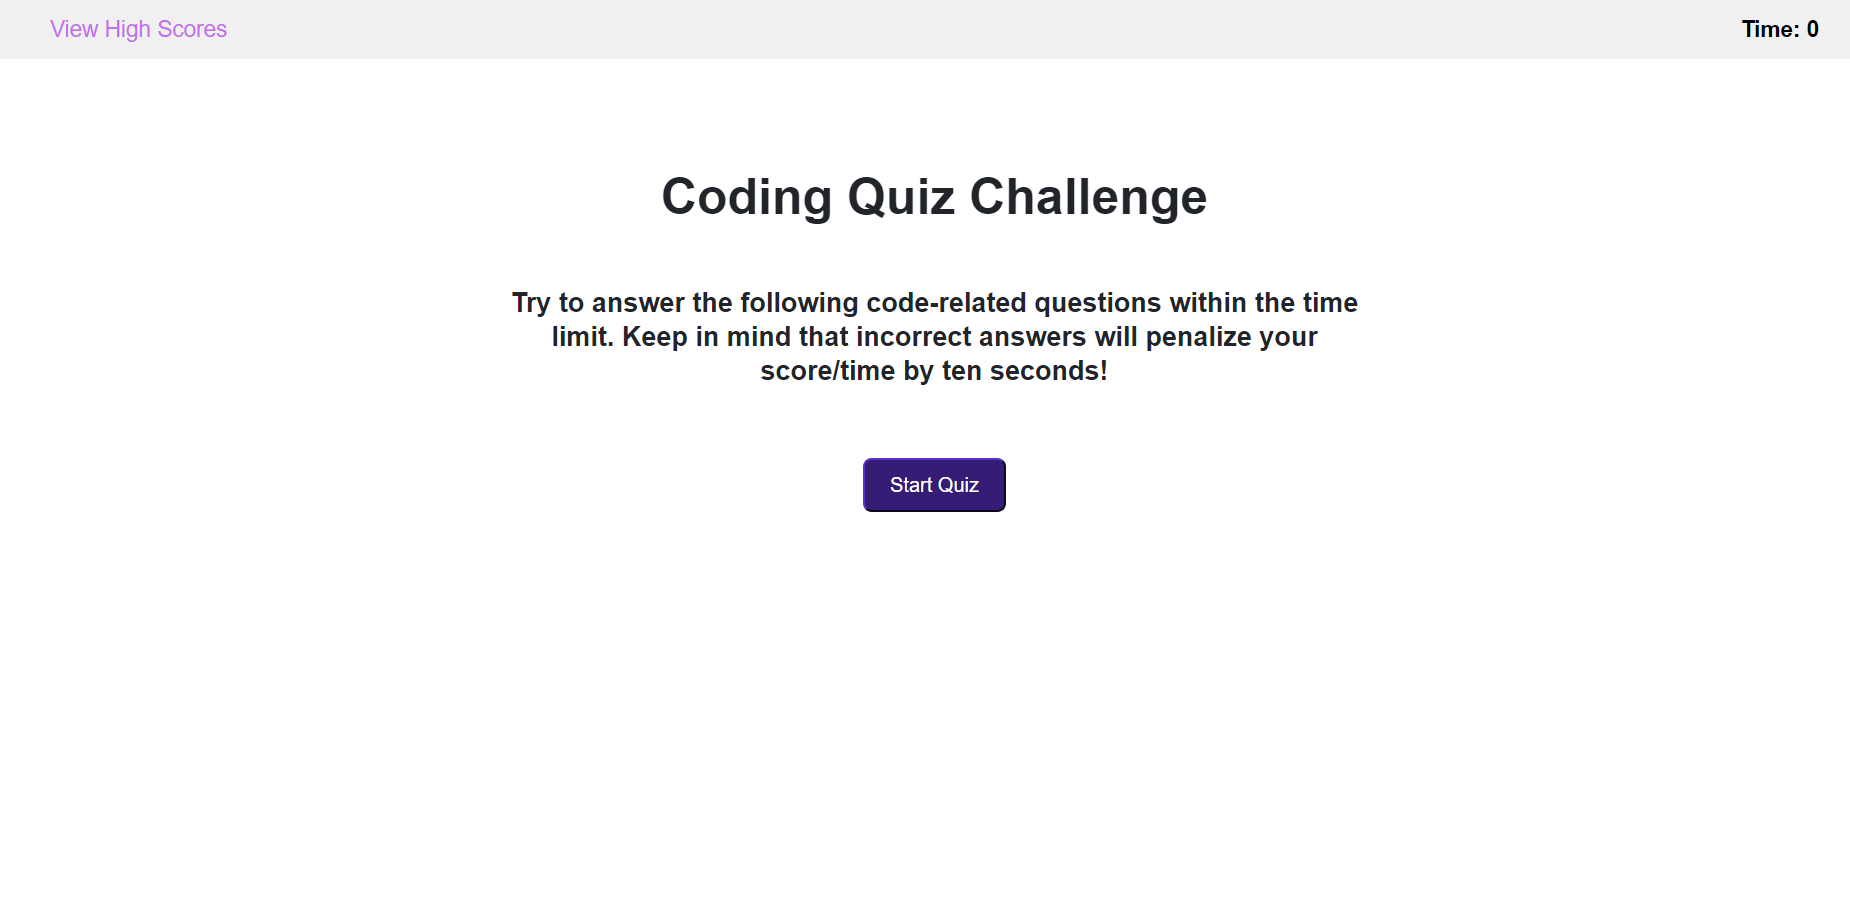 View High Scores
Time: 0
Coding Quiz Challenge
Try to answer the following code-related questions within the time
limit. Keep in mind that incorrect answers will penalize your
score/time by ten seconds!
Start Quiz